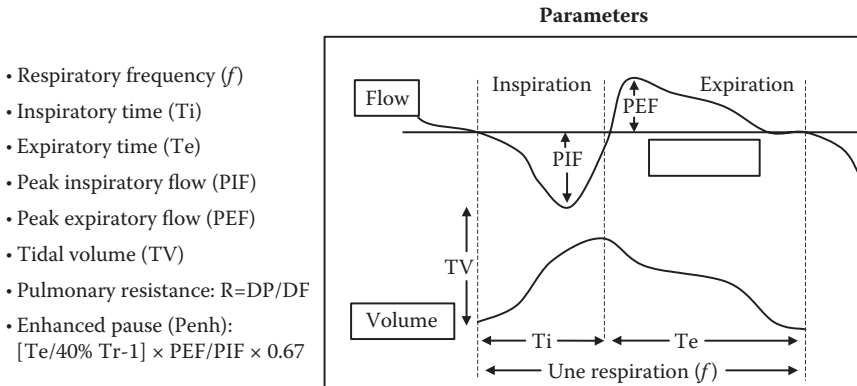 Parameters
• Respiratory frequency (f)
• Inspiratory time (Ti)
• Expiratory time (Te)
• Peak inspiratory flow (PIF)
• Peak expiratory flow (PEF)
• Tidal volume (TV)
• Pulmonary resistance: R=DP/DF
• Enhanced pause (Penh):
[Te/40% Tr-1] × PEF/PIF × 0.67
Inspiration
Expiration
Flow
PEF
PIF
TV
Volume
Ti
Te
Une respiration (f)